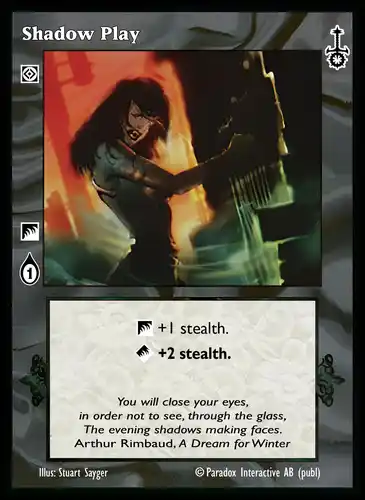 Shadow Play
1
+1 stealth.
+2 stealth.
You will close your eyes,
in order not to see, through the glass,
The evening shadows making faces.
Arthur Rimbaud, A Dream for Winter
Illus: Stuart Sayger © Paradox Interactive AB (publ)